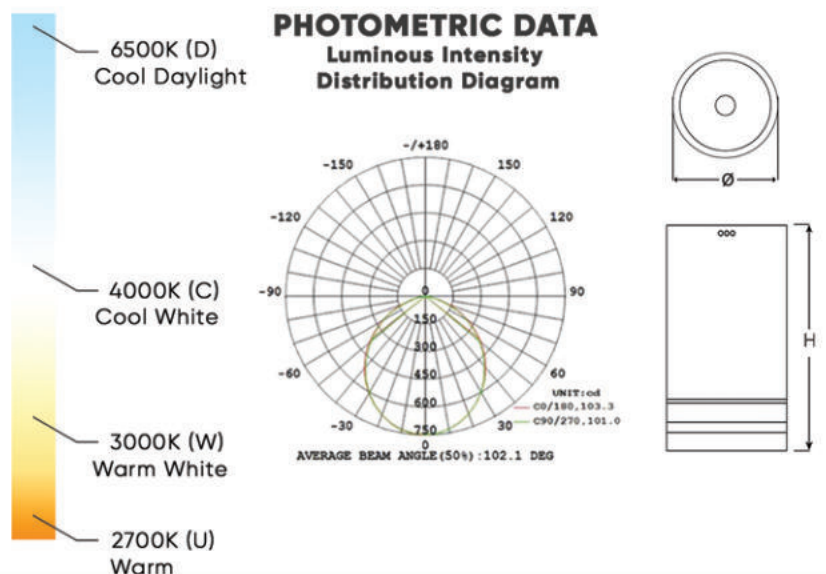 6500K (D)
Cool Daylight
4000K (C)
Cool White
3000K (W)
Warm White
2700K (U)
Warm
PHOTOMETRIC DATA
Luminous Intensity
Distribution Diagram
-/+180
-150
150
-120
120
-90
0
90
150
300
-60
60
450
UNIT:cd
600
C0/180,103.3
-30
30
C90/270,101.0
750
0
AVERAGE BEAM ANGLE(50%):102.1 DEG
Ø
H